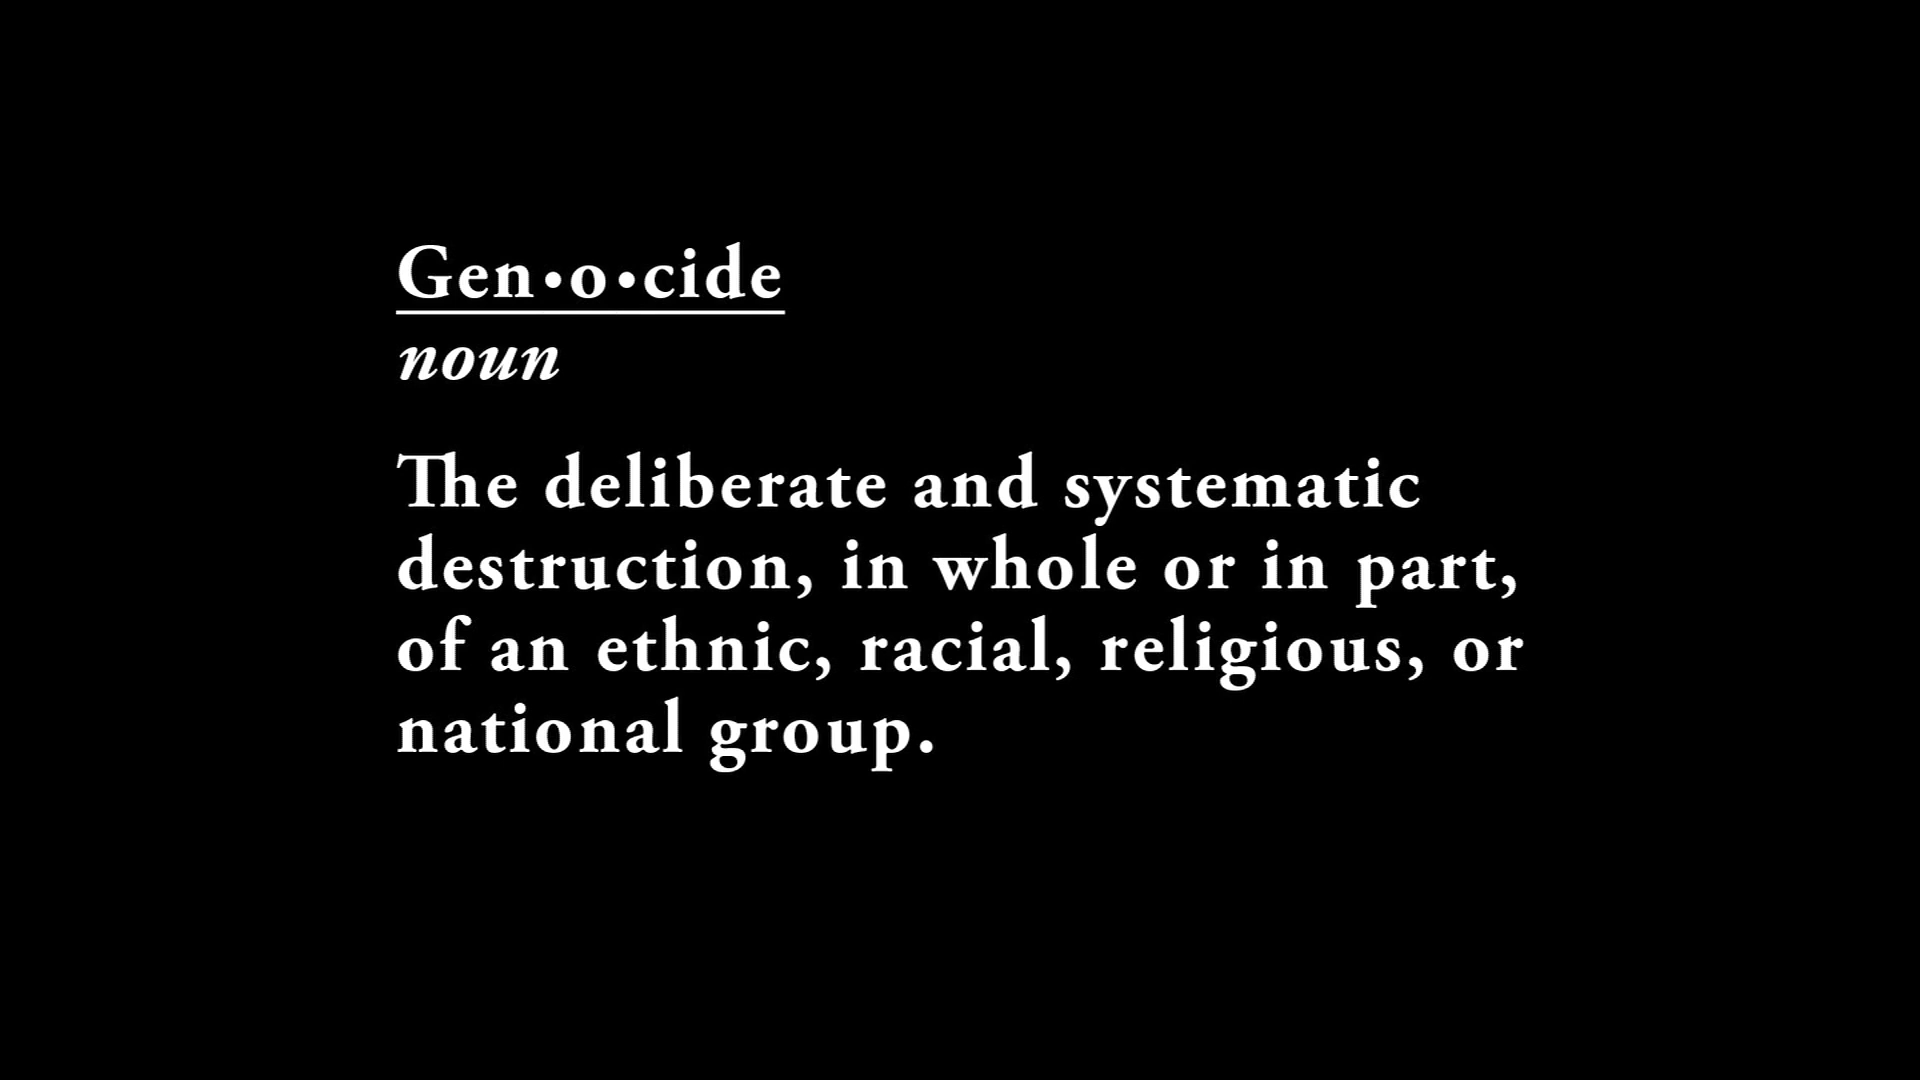 Gen•o•cide
noun
The deliberate and systematic
destruction, in whole or in part,
of an ethnic, racial, religious, or
national group.